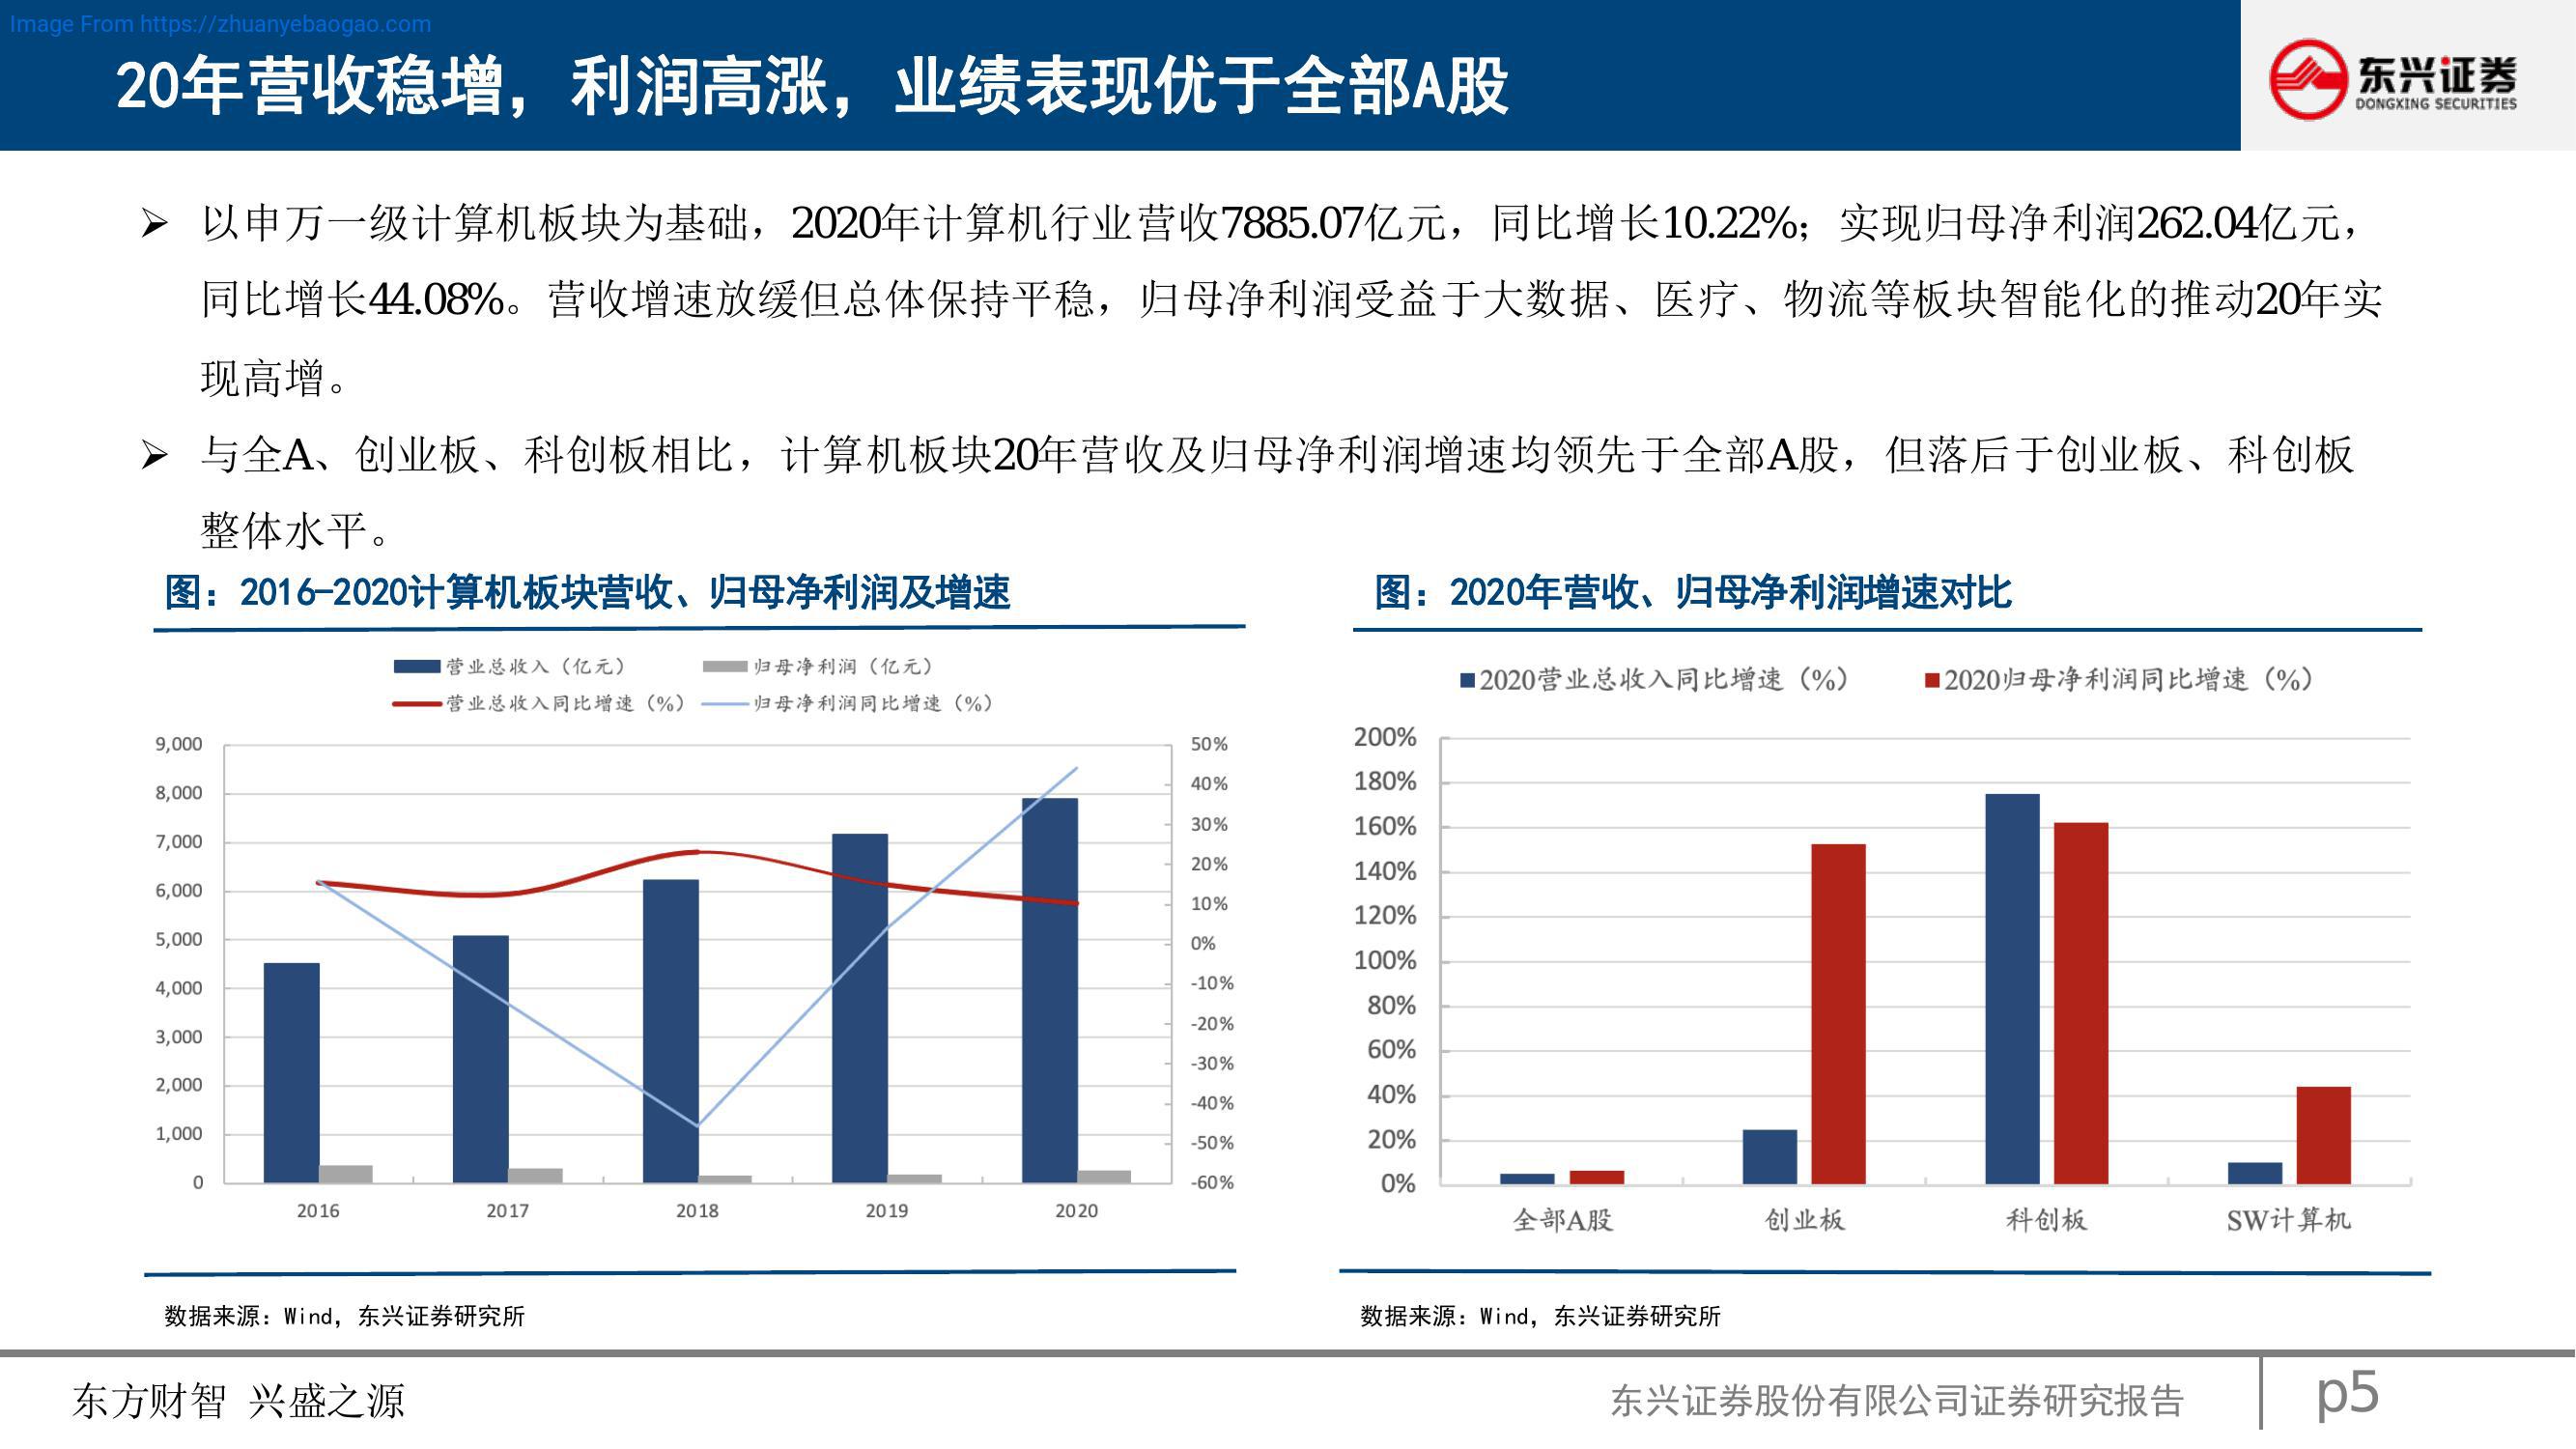 Image From https://zhuanyebaogao.com
20年营收稳增，利润高涨，业绩表现优于全部A股
东兴证券
DONGXING SECURITIES
以申万一级计算机板块为基础，2020年计算机行业营收7885.07亿元，同比增长10.22%；实现归母净利润262.04亿元，
同比增长44.08%。营收增速放缓但总体保持平稳，归母净利润受益于大数据、医疗、物流等板块智能化的推动20年实
现高增。
与全A、创业板、科创板相比，计算机板块20年营收及归母净利润增速均领先于全部A股，但落后于创业板、科创板
整体水平。
图：2016-2020计算机板块营收、归母净利润及增速
营业总收入（亿元）
归母净利润（亿元）
营业总收入同比增速（%）
归母净利润同比增速（%）
9,000
8,000
7,000
6,000
5,000
4,000
3,000
2,000
1,000
0
50%
40%
30%
20%
10%
0%
-10%
-20%
-30%
-40%
-50%
-60%
2016
2017
2018
2019
2020
数据来源：Wind，东兴证券研究所
图：2020年营收、归母净利润增速对比
2020营业总收入同比增速（%）
2020归母净利润同比增速（%）
200%
180%
160%
140%
120%
100%
80%
60%
40%
20%
0%
全部A股
创业板
科创板
SW计算机
数据来源：Wind，东兴证券研究所
东方财智 兴盛之源
东兴证券股份有限公司证券研究报告
p5